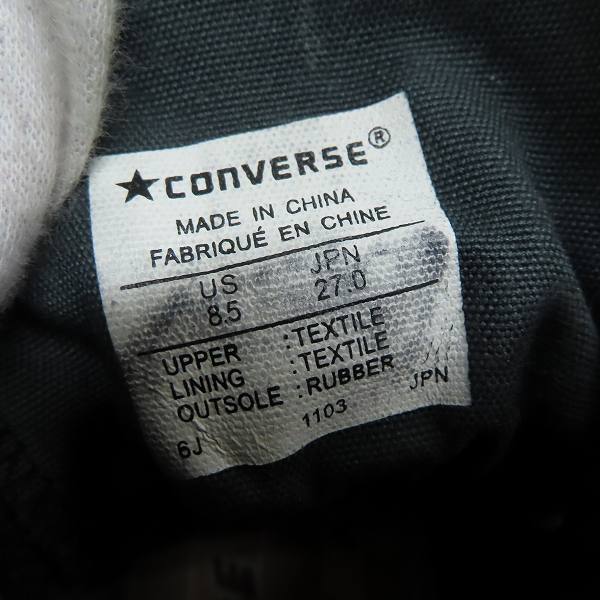 ★CONVERSE®
MADE IN CHINA
FABRIQUÉ EN CHINE
US JPN
8.5 27.0
UPPER :TEXTILE
LINING :TEXTILE
OUTSOLE :RUBBER
6J 1103 JPN